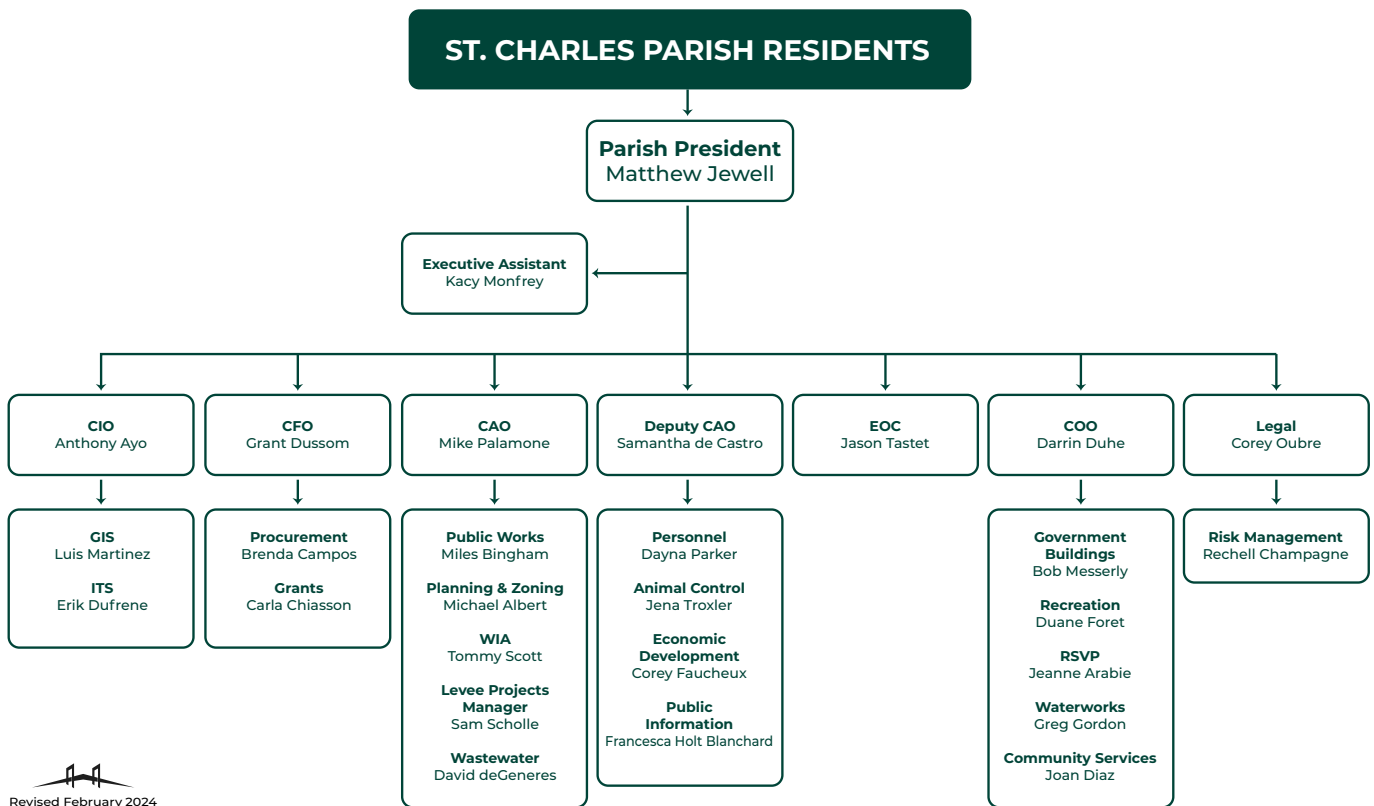 ST. CHARLES PARISH RESIDENTS
Parish President
Matthew Jewell
Executive Assistant
Kacy Monfrey
CIO
Anthony Ayo
CFO
Grant Dussom
CAO
Mike Palamone
Deputy CAO
Samantha de Castro
EOC
Jason Tastet
COO
Darrin Duhe
Legal
Corey Oubre
GIS
Luis Martinez
ITS
Erik Dufrene
Procurement
Brenda Campos
Grants
Carla Chiasson
Public Works
Miles Bingham
Planning & Zoning
Michael Albert
WIA
Tommy Scott
Levee Projects
Manager
Sam Scholle
Wastewater
David deGeneres
Personnel
Dayna Parker
Animal Control
Jena Troxler
Economic
Development
Corey Faucheux
Public
Information
Francesca Holt Blanchard
Government
Buildings
Bob Messerly
Recreation
Duane Foret
RSVP
Jeanne Arabie
Waterworks
Greg Gordon
Community Services
Joan Diaz
Risk Management
Rechell Champagne
Revised February 2024